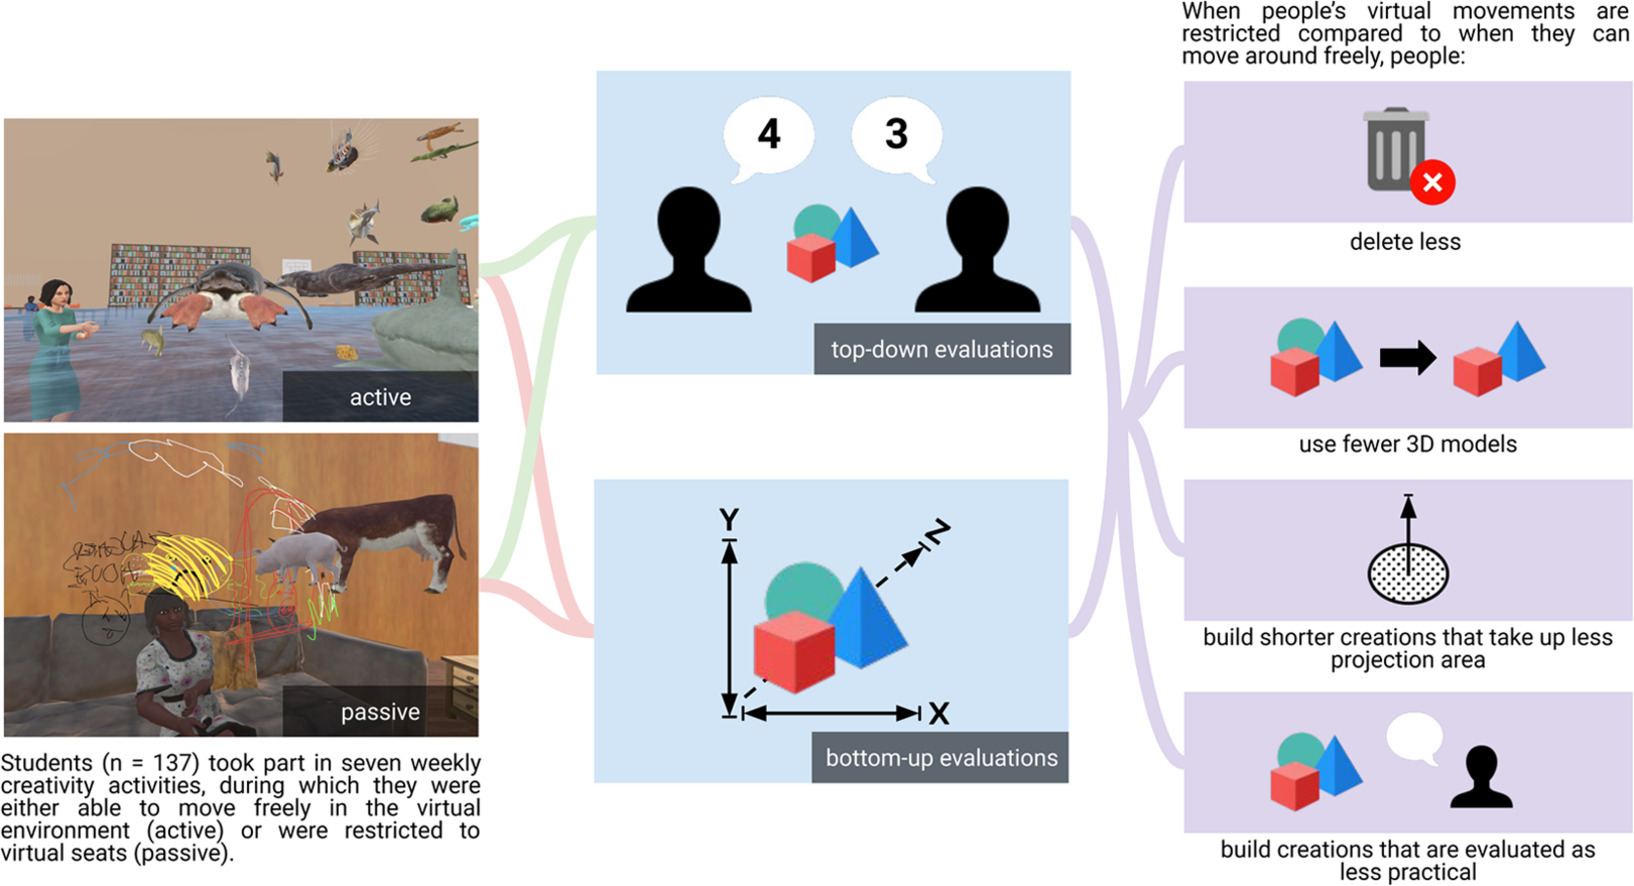 active
passive
Students (n = 137) took part in seven weekly
creativity activities, during which they were
either able to move freely in the virtual
environment (active) or were restricted to
virtual seats (passive).
4
3
top-down evaluations
Y
Z
X
bottom-up evaluations
When people’s virtual movements are
restricted compared to when they can
move around freely, people:
delete less
use fewer 3D models
build shorter creations that take up less
projection area
build creations that are evaluated as
less practical